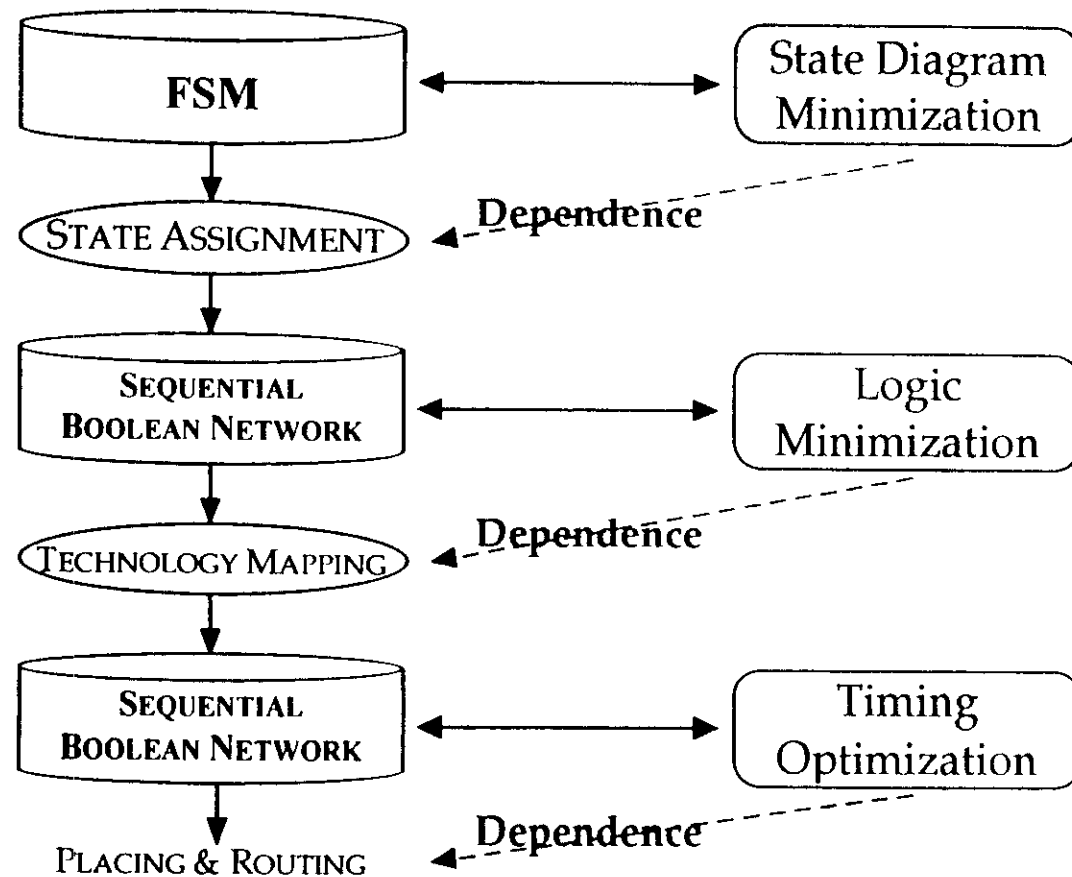 FSM
State Diagram
Minimization
Dependence
STATE ASSIGNMENT
SEQUENTIAL
BOOLEAN NETWORK
Logic
Minimization
Dependence
TECHNOLOGY MAPPING
SEQUENTIAL
BOOLEAN NETWORK
Timing
Optimization
Dependence
PLACING & ROUTING